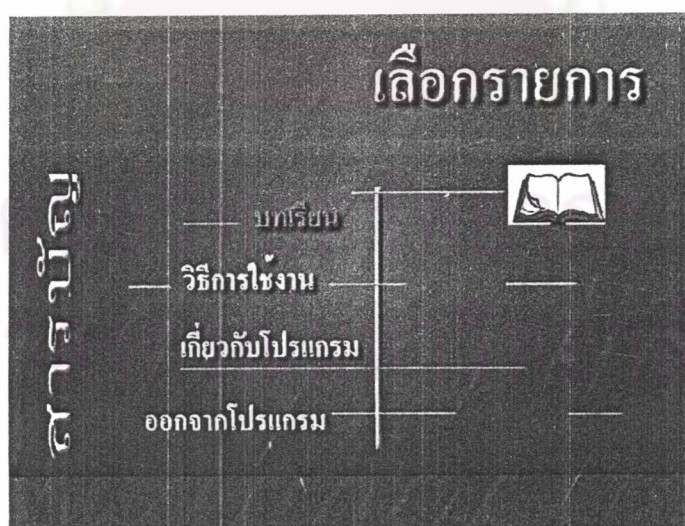 เลือกรายการ
สารบัญ
บทเรียน
วิธีการใช้งาน
เกี่ยวกับโปรแกรม
ออกจากโปรแกรม